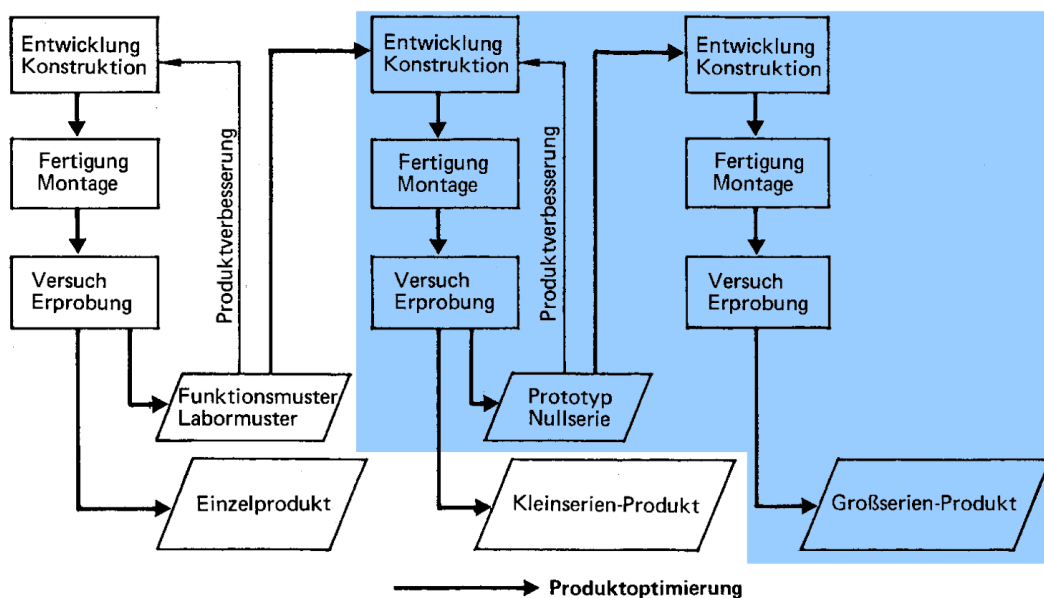 Entwicklung
Konstruktion
Fertigung
Montage
Versuch
Erprobung
Produktverbesserung
Funktionsmuster
Labormuster
Einzelprodukt
Entwicklung
Konstruktion
Fertigung
Montage
Versuch
Erprobung
Produktverbesserung
Prototyp
Nullserie
Kleinserien-Produkt
Entwicklung
Konstruktion
Fertigung
Montage
Versuch
Erprobung
Großserien-Produkt
Produktoptimierung